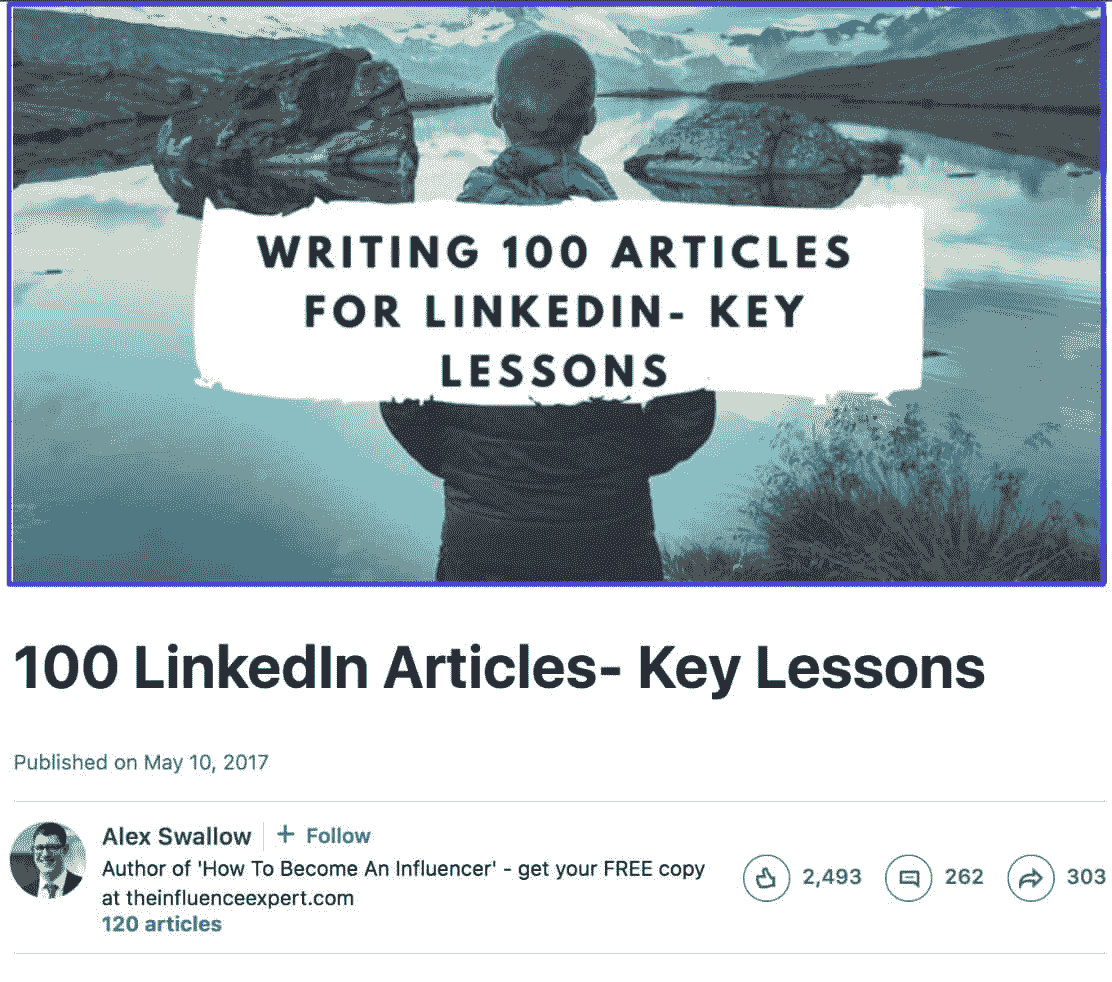 WRITING 100 ARTICLES
FOR LINKEDIN- KEY
LESSONS
100 LinkedIn Articles- Key Lessons
Published on May 10, 2017
Alex Swallow + Follow
Author of 'How To Become An Influencer' - get your FREE copy
at theinfluenceexpert.com
120 articles
2,493 262 303